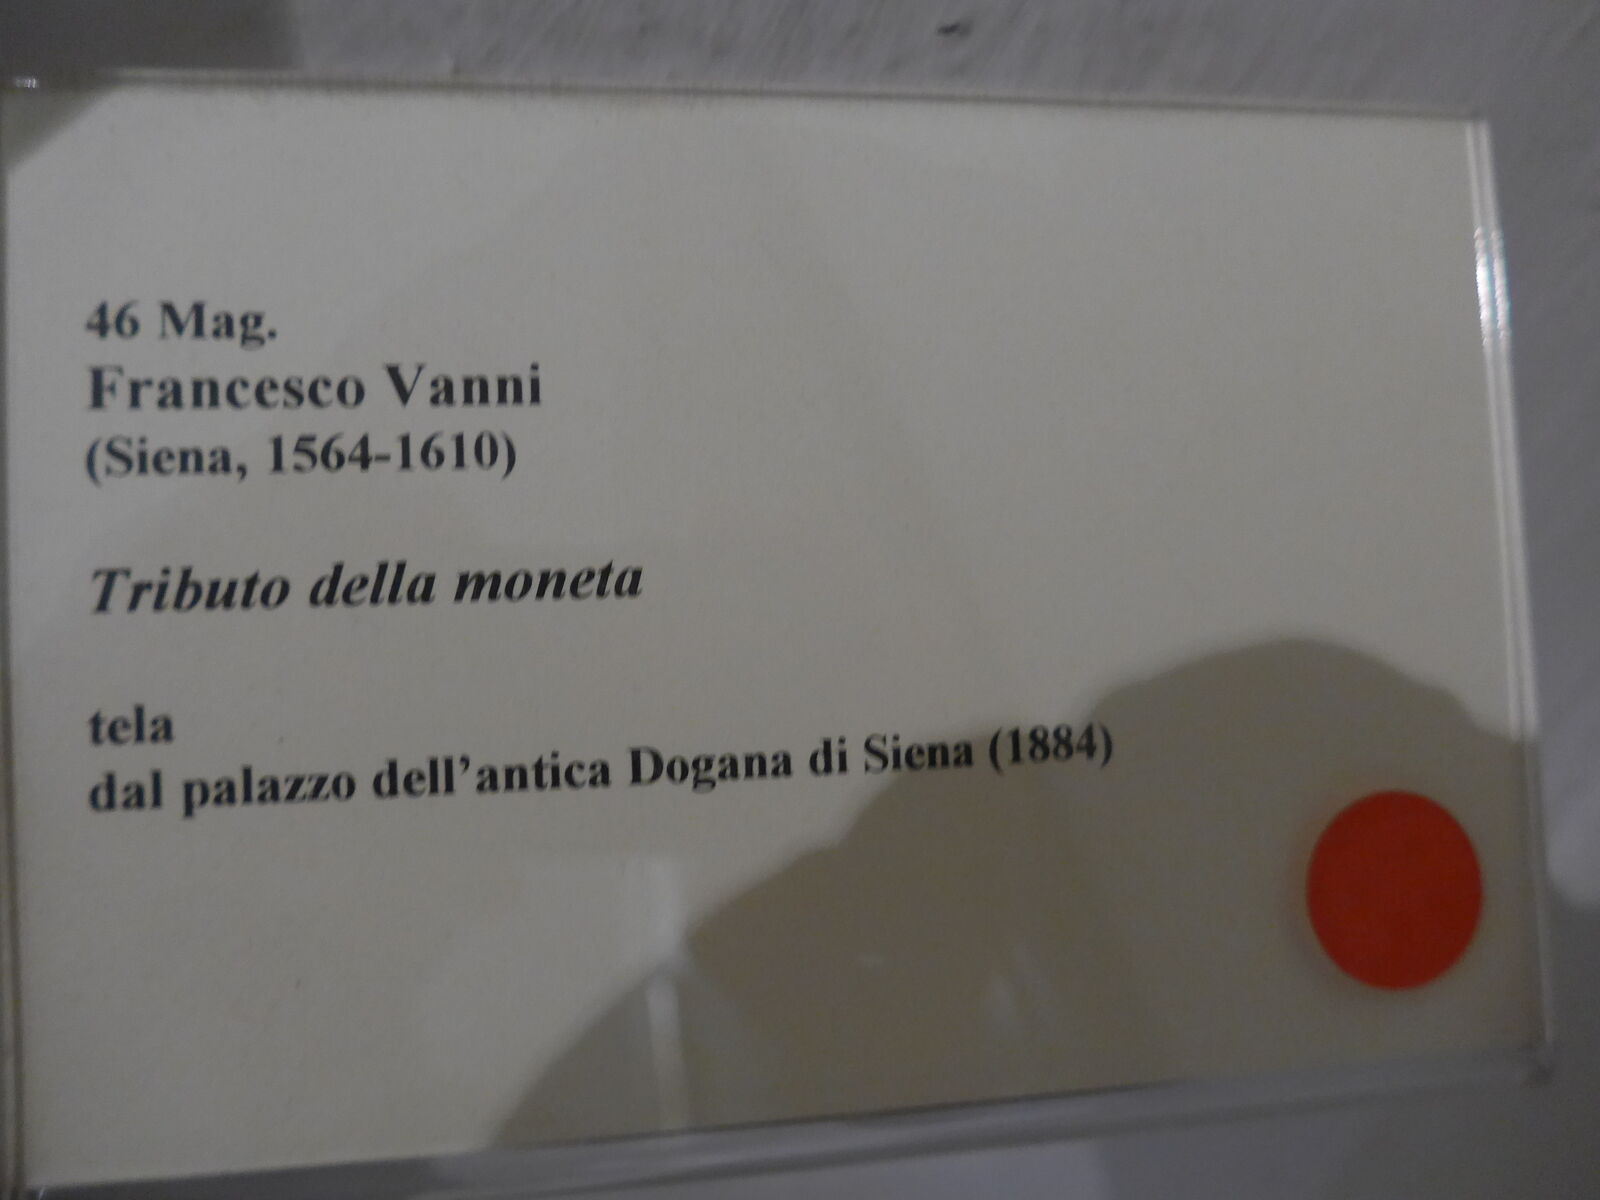 46 Mag.
Francesco Vanni
(Siena, 1564-1610)
Tributo della moneta
tela
dal palazzo dell’antica Dogana di Siena (1884)